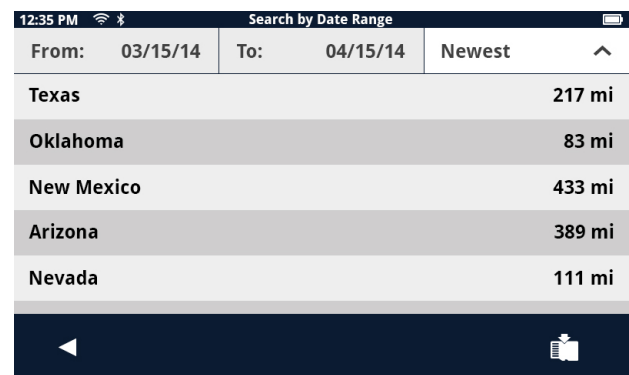 12:35 PM Search by Date Range
From: 03/15/14 To: 04/15/14 Newest
Texas 217 mi
Oklahoma 83 mi
New Mexico 433 mi
Arizona 389 mi
Nevada 111 mi